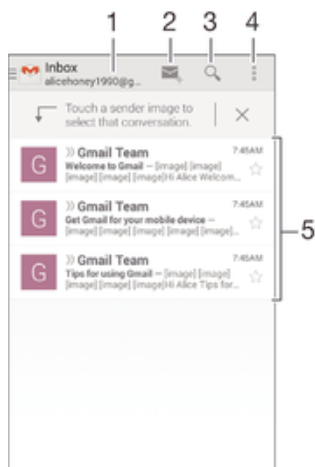 1 2 3 4
Inbox
alicehoney1990@g...
Touch a sender image to
select that conversation.
G
Gmail Team
7:45AM
Welcome to Gmail – [image] [image]
[image] [image] [image]Hi Alice Welcom...
G
Gmail Team
7:45AM
Get Gmail for your mobile device –
[image] [image] [image] [image] [image]...
G
Gmail Team
7:45AM
Tips for using Gmail – [image] [image]
[image] [image] [image]Hi Alice Tips for...
5